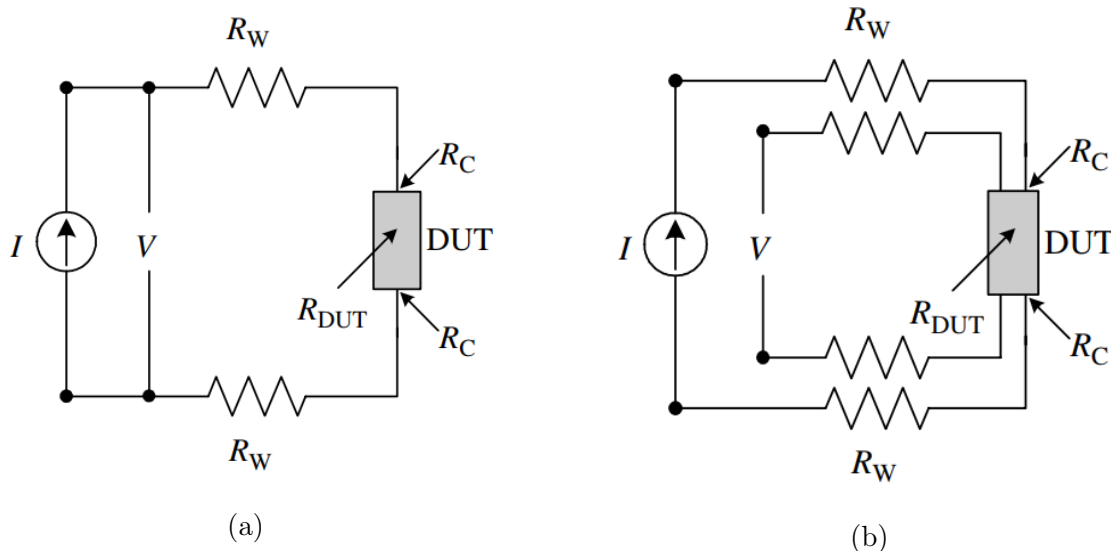 R_W
R_C
I
V
DUT
R_DUT
R_C
R_W
(a)
R_W
R_C
I
V
DUT
R_DUT
R_C
R_W
(b)